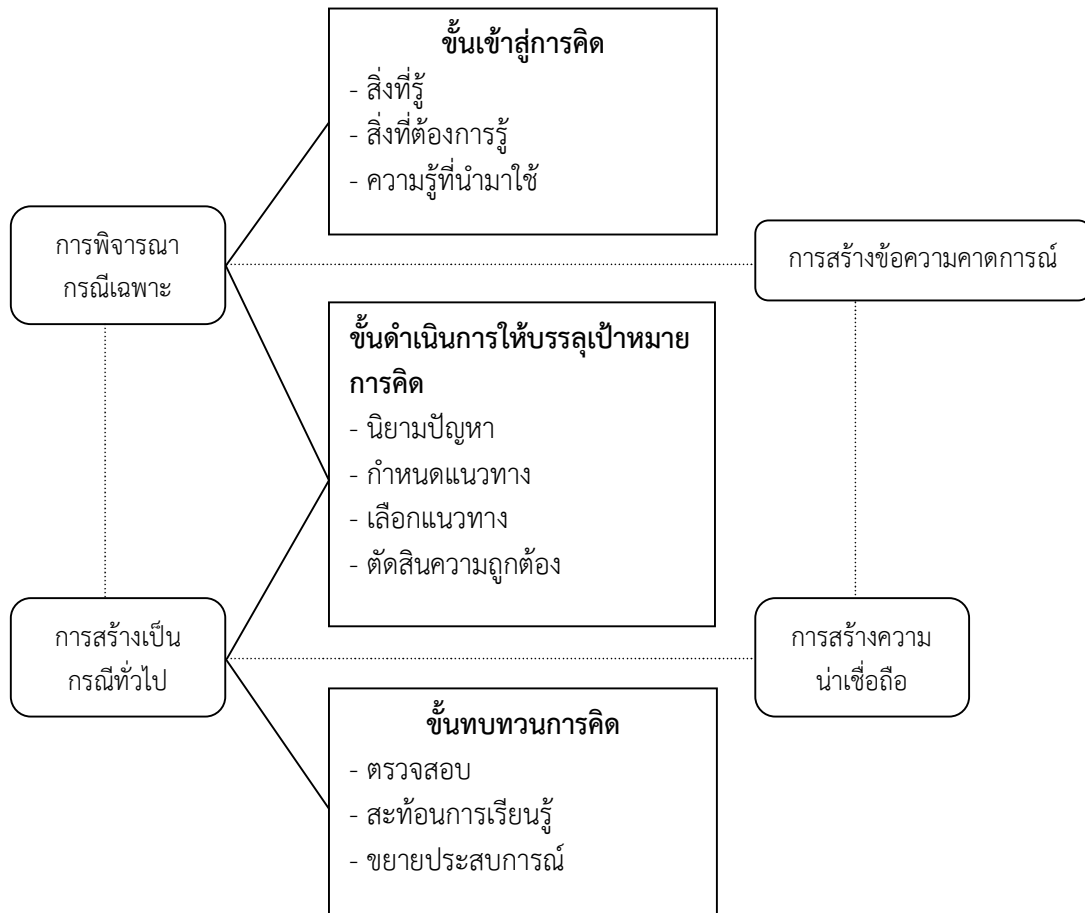 ขั้นเข้าสู่การคิด
- สิ่งที่รู้
- สิ่งที่ต้องการรู้
- ความรู้ที่นำมาใช้
การพิจารณา
กรณีเฉพาะ
การสร้างข้อความคาดการณ์
ขั้นดำเนินการให้บรรลุเป้าหมาย
การคิด
- นิยามปัญหา
- กำหนดแนวทาง
- เลือกแนวทาง
- ตัดสินความถูกต้อง
การสร้างเป็น
กรณีทั่วไป
การสร้างความ
น่าเชื่อถือ
ขั้นทบทวนการคิด
- ตรวจสอบ
- สะท้อนการเรียนรู้
- ขยายประสบการณ์